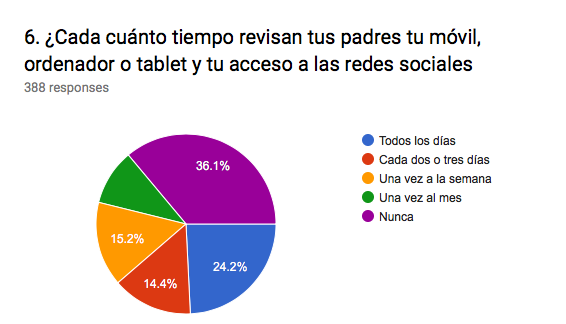 6. ¿Cada cuánto tiempo revisan tus padres tu móvil,
ordenador o tablet y tu acceso a las redes sociales
388 responses
36.1%
15.2%
14.4%
24.2%
Todos los días
Cada dos o tres días
Una vez a la semana
Una vez al mes
Nunca